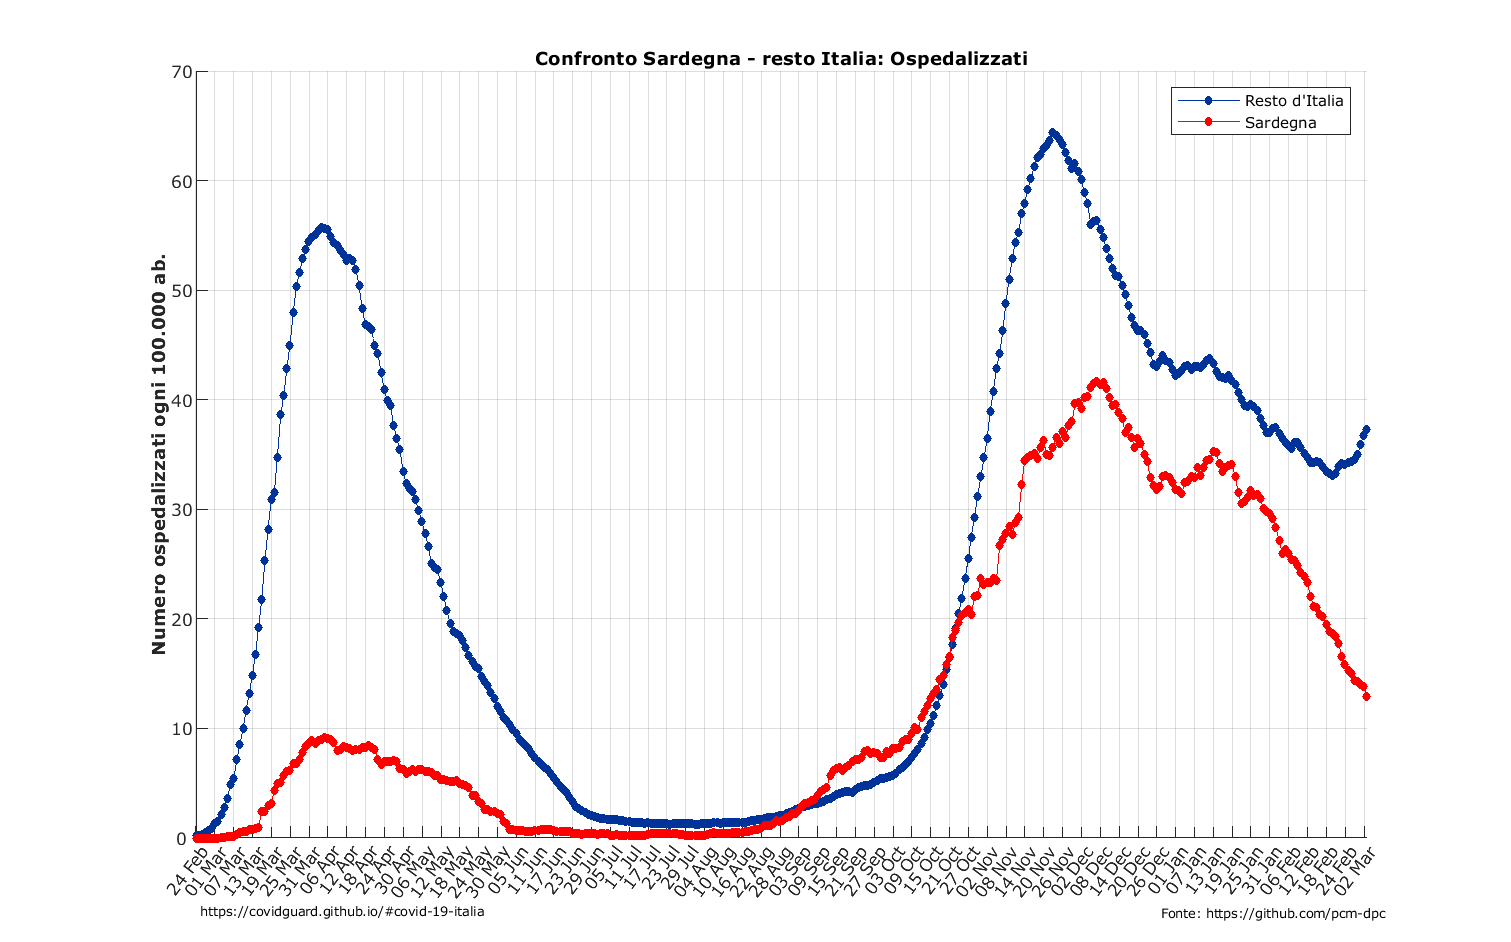 Confronto Sardegna - resto Italia: Ospedalizzati
Resto d'Italia
Sardegna
Numero ospedalizzati ogni 100.000 ab.
70
60
50
40
30
20
10
0
24 Feb
01 Mar
07 Mar
13 Mar
19 Mar
25 Mar
31 Mar
06 Apr
12 Apr
18 Apr
24 Apr
30 Apr
06 May
12 May
18 May
24 May
30 May
05 Jun
11 Jun
17 Jun
23 Jun
29 Jun
05 Jul
11 Jul
17 Jul
23 Jul
29 Jul
04 Aug
10 Aug
16 Aug
22 Aug
28 Aug
03 Sep
09 Sep
15 Sep
21 Sep
27 Sep
03 Oct
09 Oct
15 Oct
21 Oct
27 Oct
02 Nov
08 Nov
14 Nov
20 Nov
26 Nov
02 Dec
08 Dec
14 Dec
20 Dec
26 Dec
01 Jan
07 Jan
13 Jan
19 Jan
25 Jan
31 Jan
06 Feb
12 Feb
18 Feb
24 Feb
02 Mar
https://covidguard.github.io/#covid-19-italia
Fonte: https://github.com/pcm-dpc